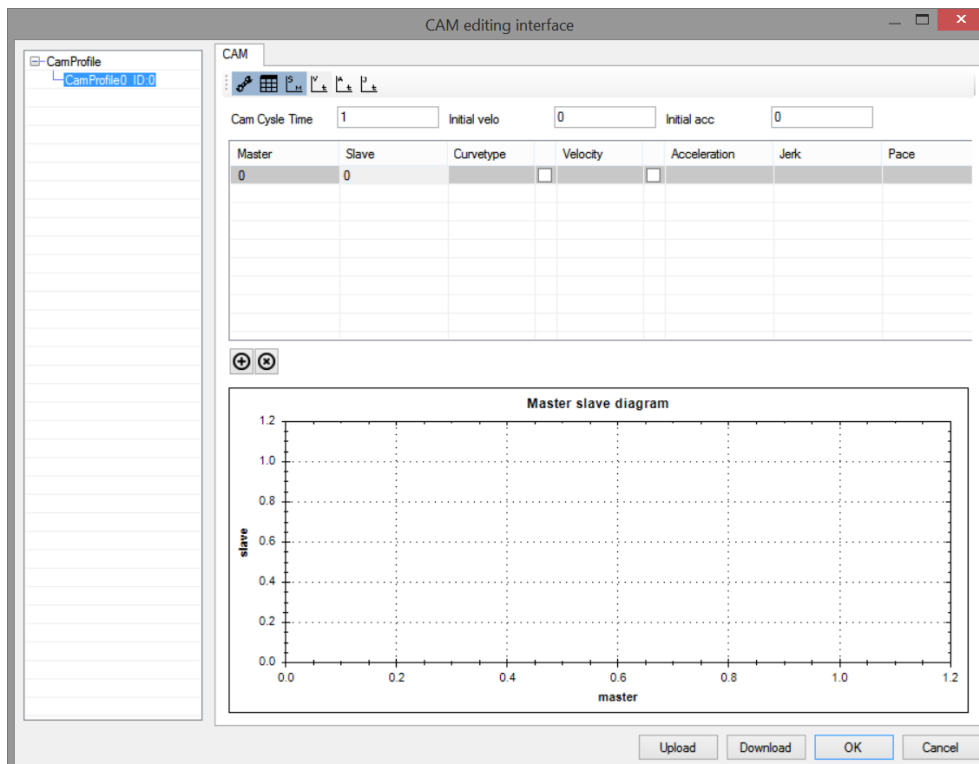 CAM editing interface
CamProfile
CamProfile0 ID:0
CAM
S M V t A t J t
Cam Cysle Time 1 Initial velo 0 Initial acc 0
Master Slave Curvetype Velocity Acceleration Jerk Pace
0 0
Master slave diagram
1.2
1.0
0.8
0.6
0.4
0.2
0.0
slave
0.0 0.2 0.4 0.6 0.8 1.0 1.2
master
Upload Download OK Cancel